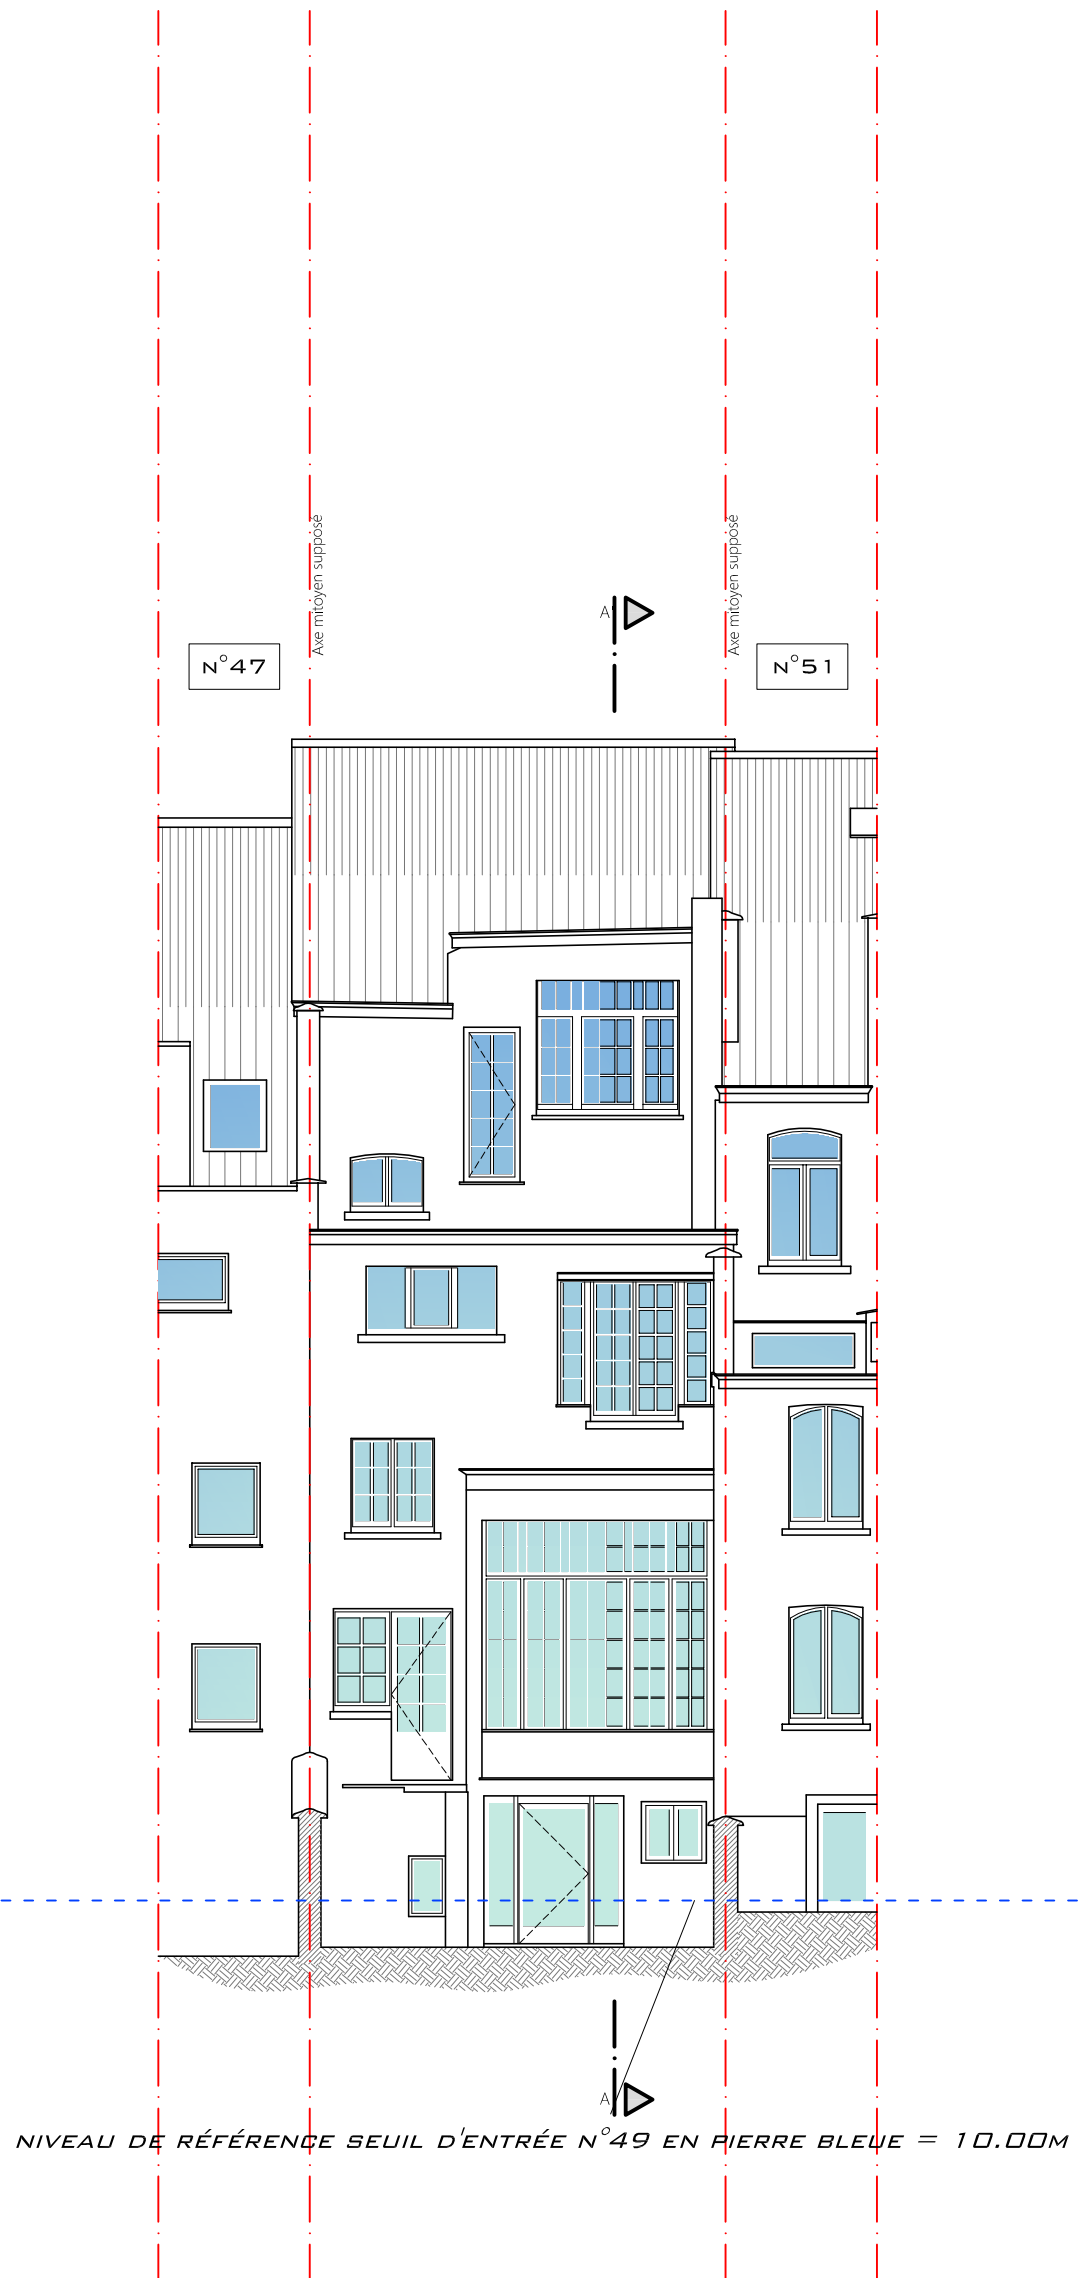 Axe mitoyen supposé
Axe mitoyen supposé
A'
N°47
N°51
A
NIVEAU DE RÉFÉRENCE SEUIL D'ENTRÉE N°49 EN PIERRE BLEUE = 10.00M